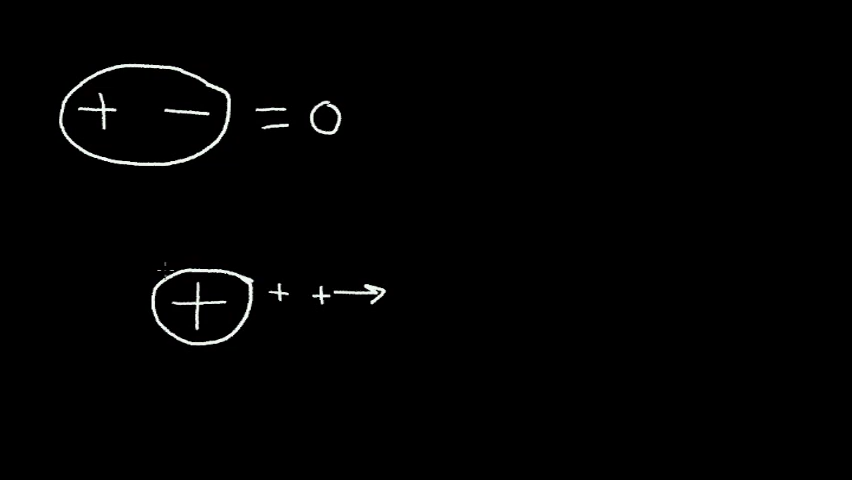 + − = 0
+ + + →